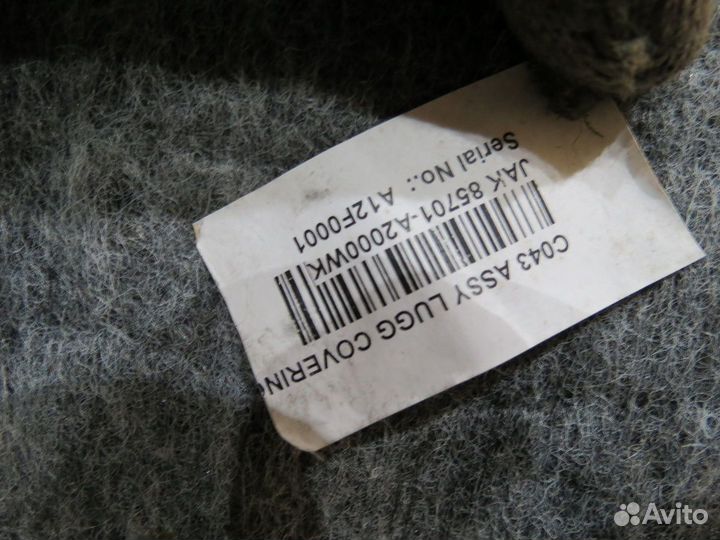 C043 ASSY LUGG COVERING
JAK 85701-A2000WK
Serial No.: A12F0001
Avito